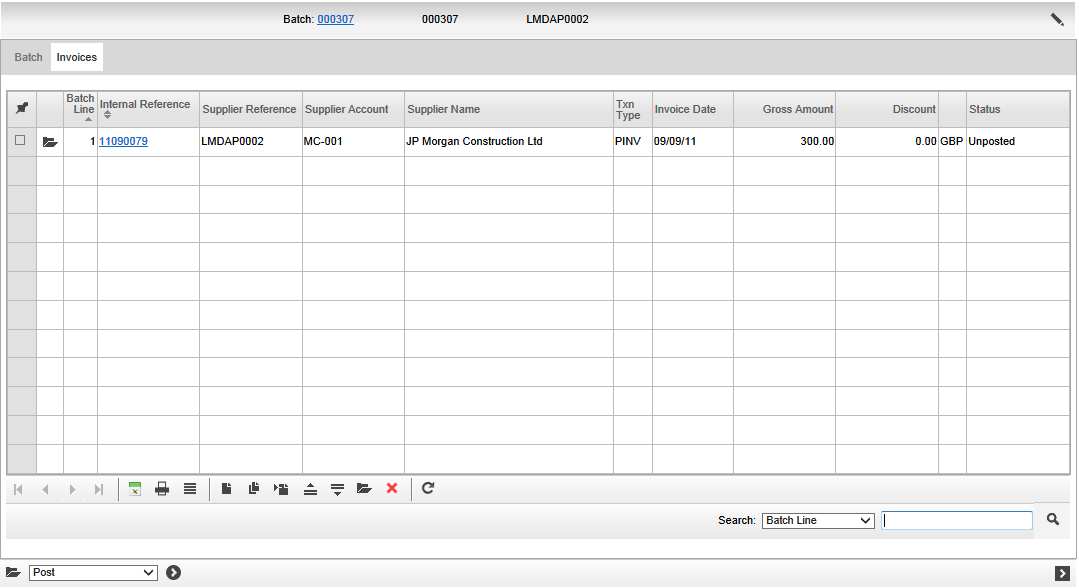 Batch: 000307 000307 LMDAP0002
Batch Invoices
Batch Line Internal Reference Supplier Reference Supplier Account Supplier Name Txn Type Invoice Date Gross Amount Discount Status
1 11090079 LMDAP0002 MC-001 JP Morgan Construction Ltd PINV 09/09/11 300.00 0.00 GBP Unposted
Search: Batch Line
Post